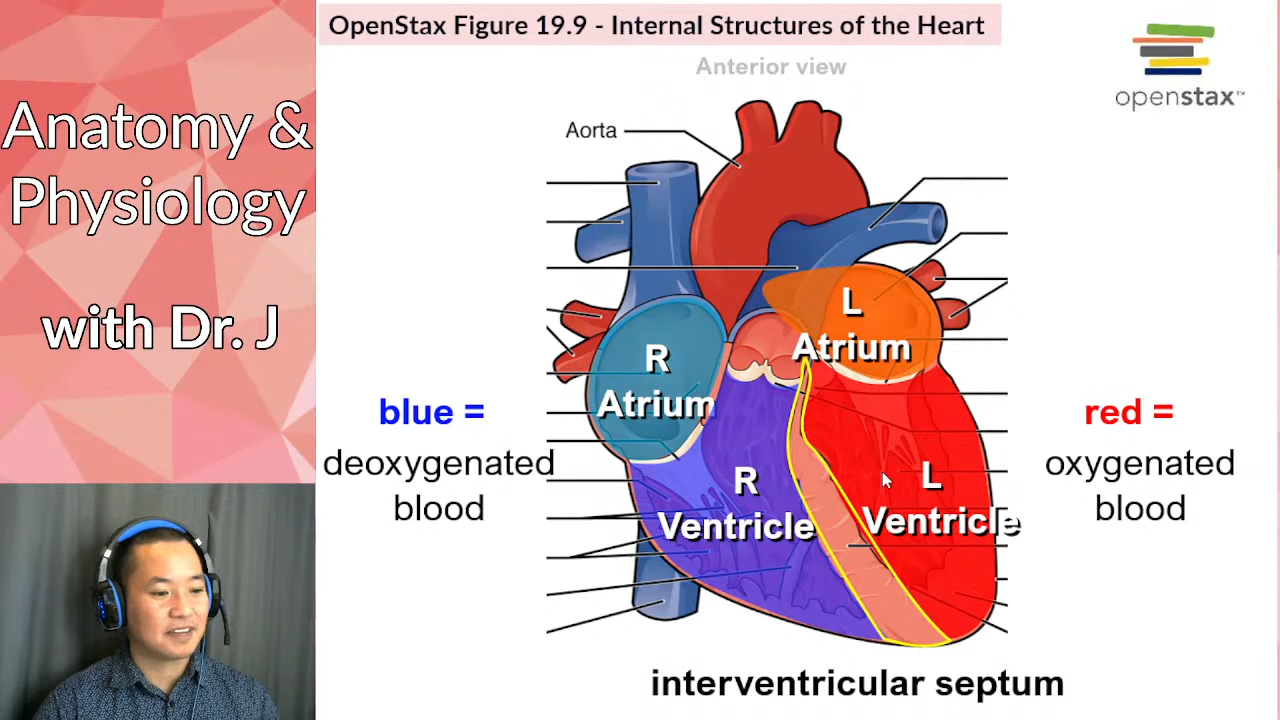 Anatomy &
Physiology
with Dr. J
OpenStax Figure 19.9 - Internal Structures of the Heart
Anterior view
openstax™
Aorta
L
Atrium
R
Atrium
R
Ventricle
L
Ventricle
blue =
deoxygenated
blood
red =
oxygenated
blood
interventricular septum